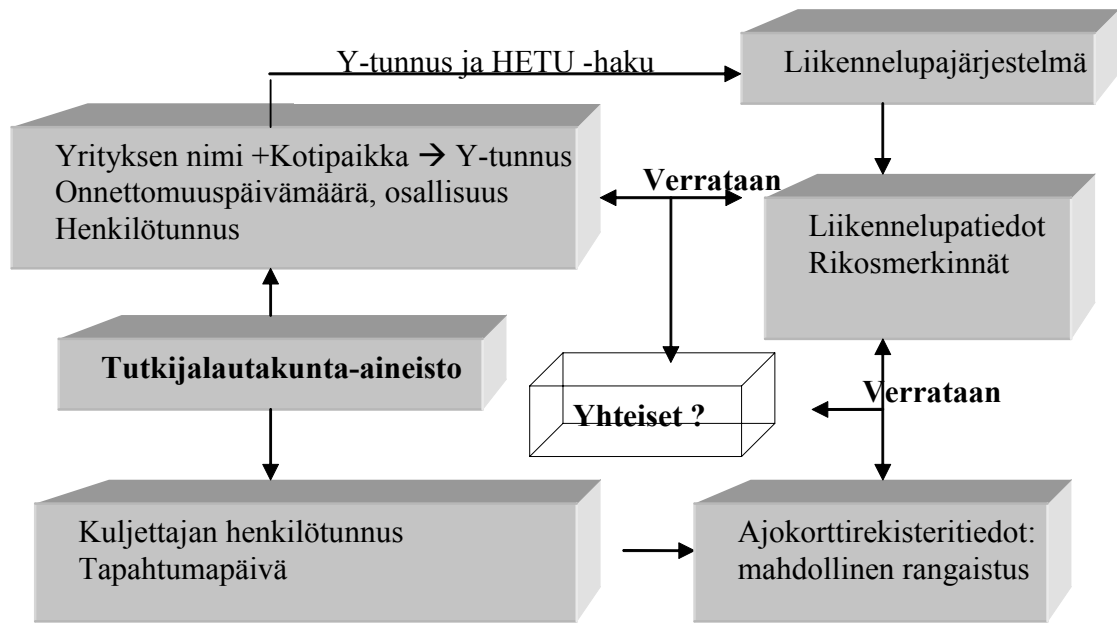 Y-tunnus ja HETU -haku
Liikennelupajärjestelmä
Yrityksen nimi +Kotipaikka → Y-tunnus
Onnettomuuspäivämäärä, osallisuus
Henkilötunnus
Verrataan
Liikennelupatiedot
Rikosmerkinnät
Tutkijalautakunta-aineisto
Yhteiset ?
Verrataan
Kuljettajan henkilötunnus
Tapahtumapäivä
Ajokorttirekisteritiedot:
mahdollinen rangaistus